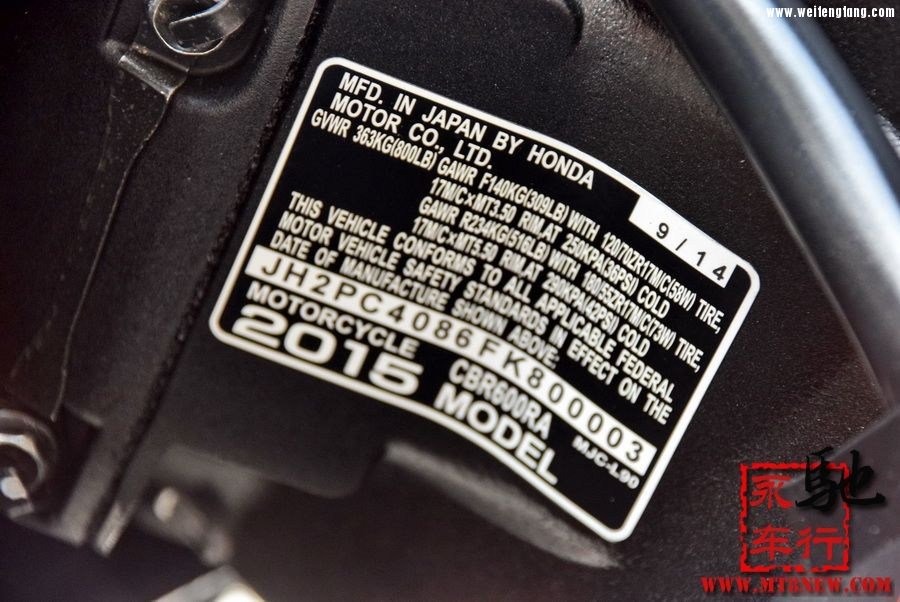 www.weifengtang.com
MFD. IN JAPAN BY HONDA
MOTOR CO., LTD.
9/14
GVWR 363KG(800LB) GAWR F140KG(309LB) WITH 120/70ZR17M/C(58W) TIRE,
17M/C×MT3.50 RIM,AT 250KPA(36PSI) COLD
GAWR R234KG(516LB) WITH 180/55ZR17M/C(73W) TIRE,
17M/C×MT5.50 RIM,AT 290KPA(42PSI) COLD
THIS VEHICLE CONFORMS TO ALL APPLICABLE FEDERAL
MOTOR VEHICLE SAFETY STANDARDS IN EFFECT ON THE
DATE OF MANUFACTURE SHOWN ABOVE.
JH2PC4086FK800003
MOTORCYCLE CBR600RA MJC-L90
2015 MODEL
永馳
车行
WWW.MTBNEW.COM